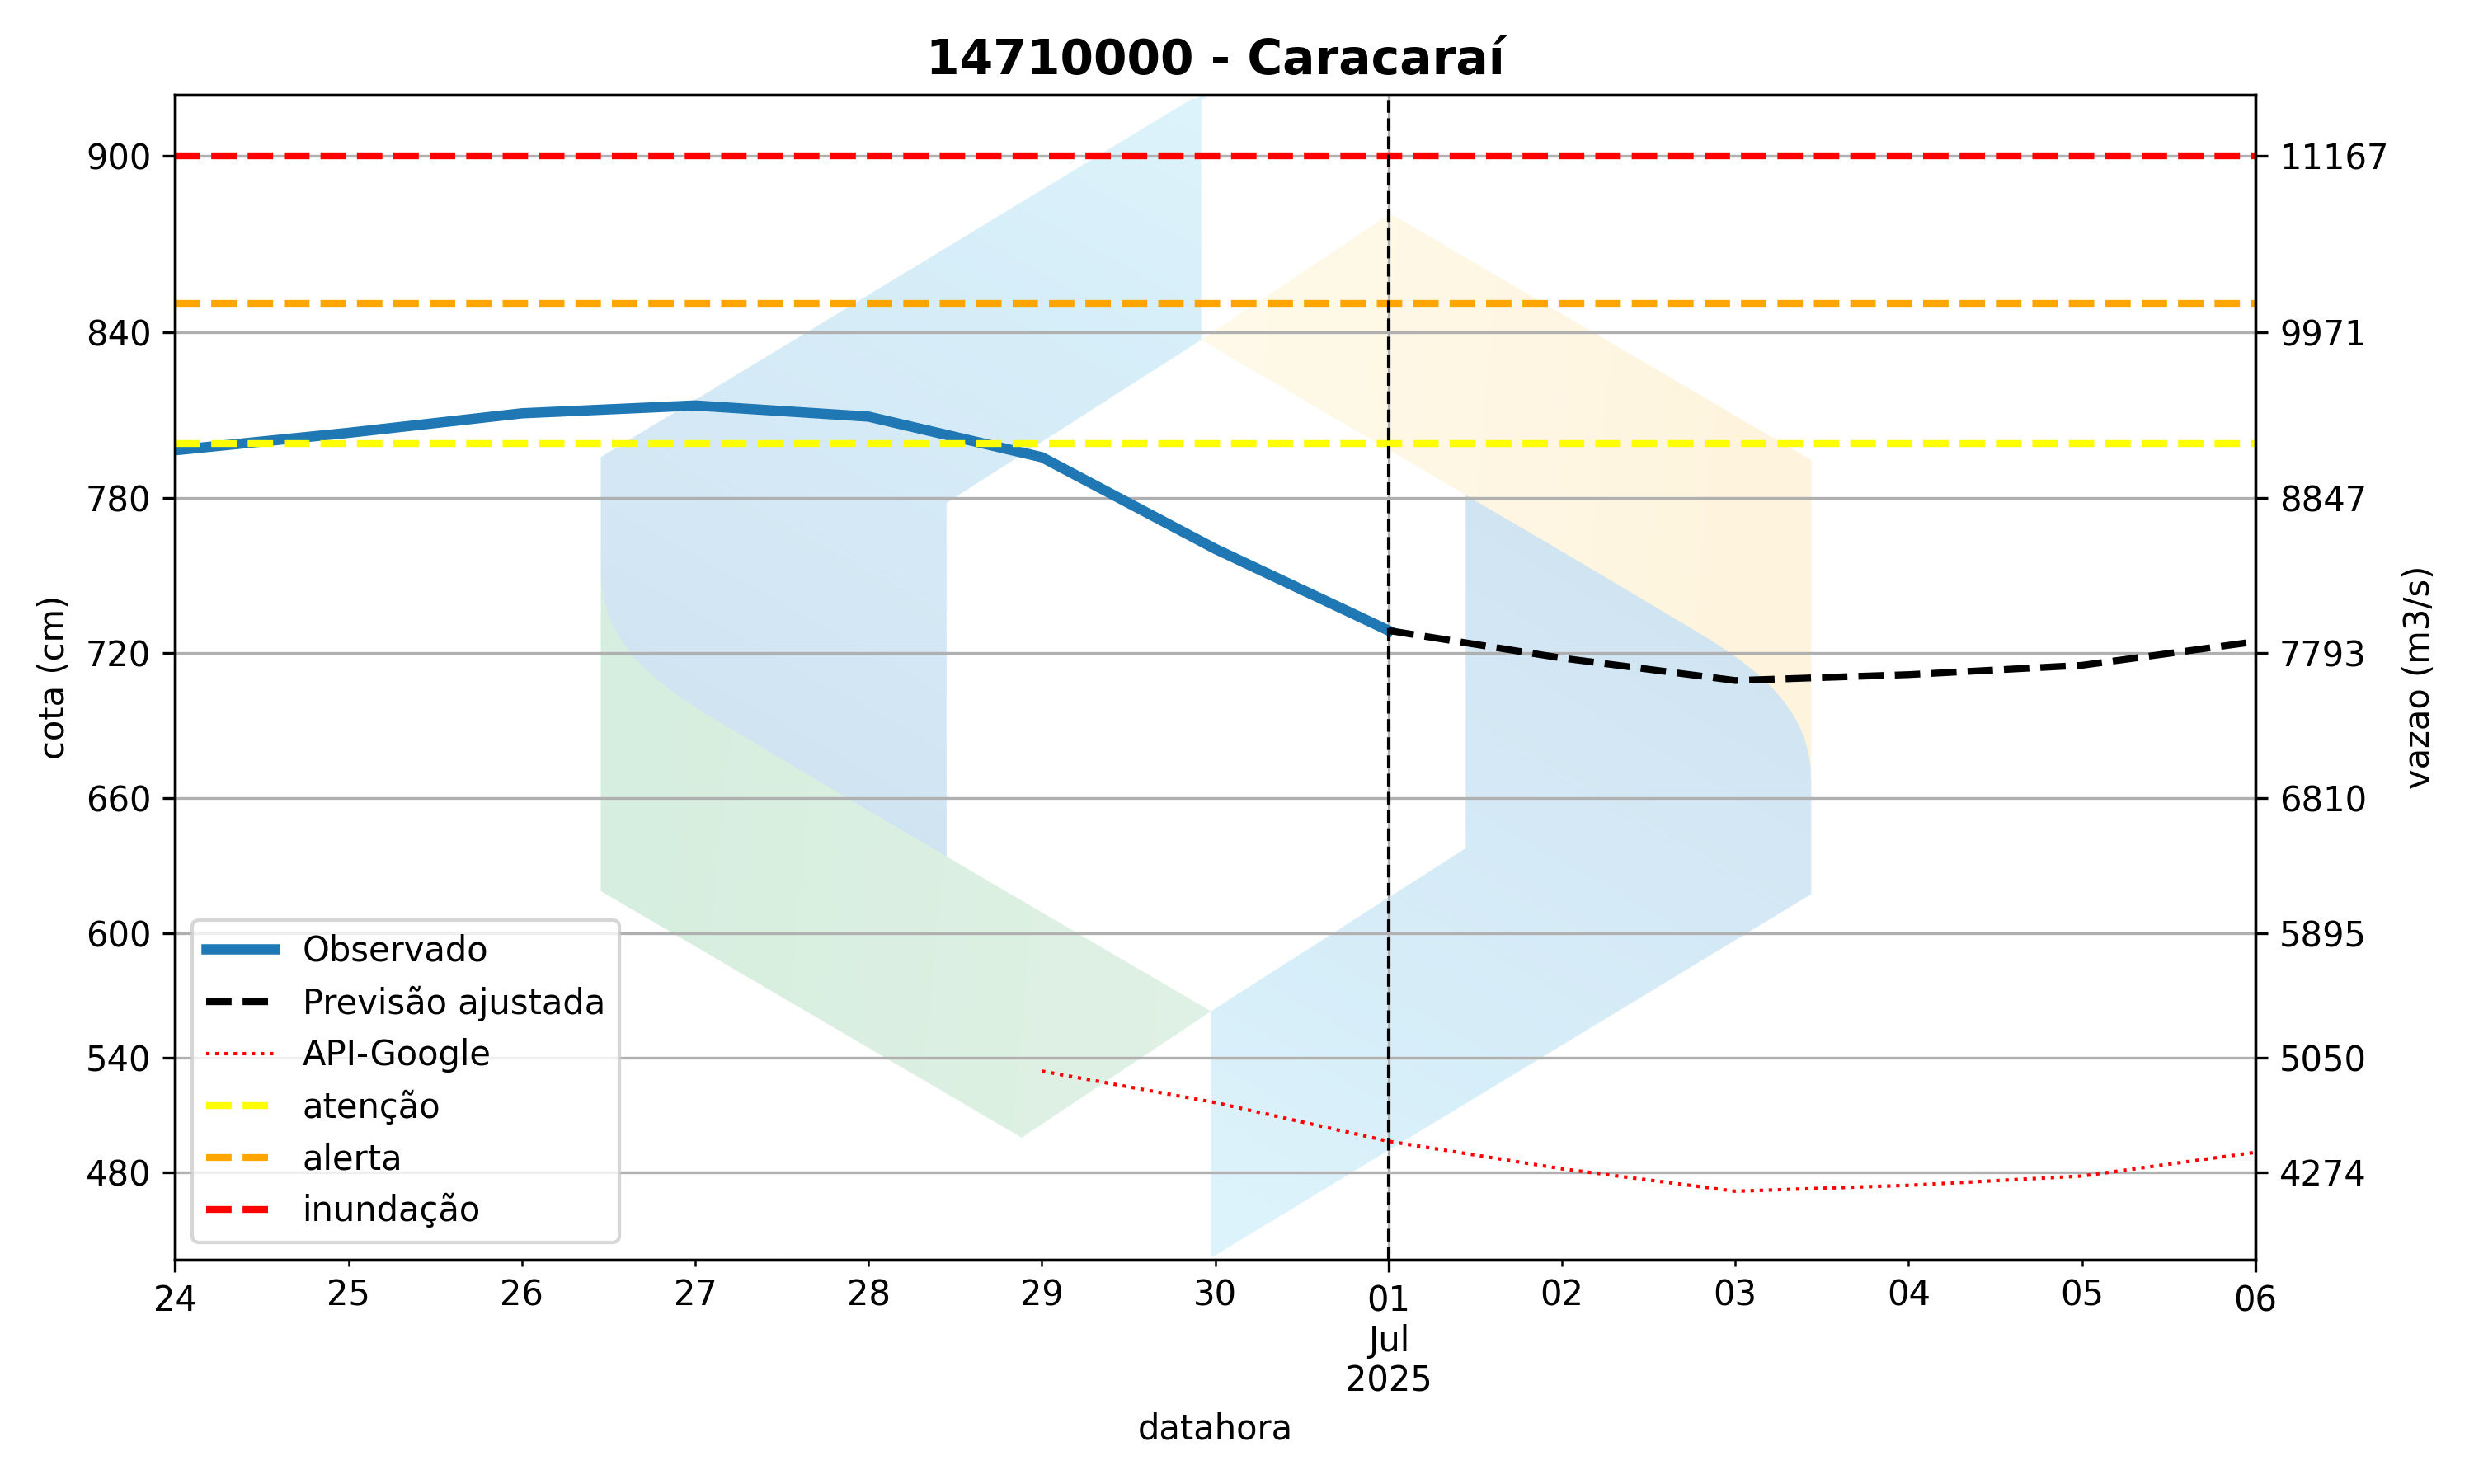 14710000 - Caracaraí
900
840
780
720
660
600
540
480
cota (cm)
11167
9971
8847
7793
6810
5895
5050
4274
vazao (m3/s)
Observado
Previsão ajustada
API-Google
atenção
alerta
inundação
24 25 26 27 28 29 30 01 02 03 04 05 06
Jul
2025
datahora